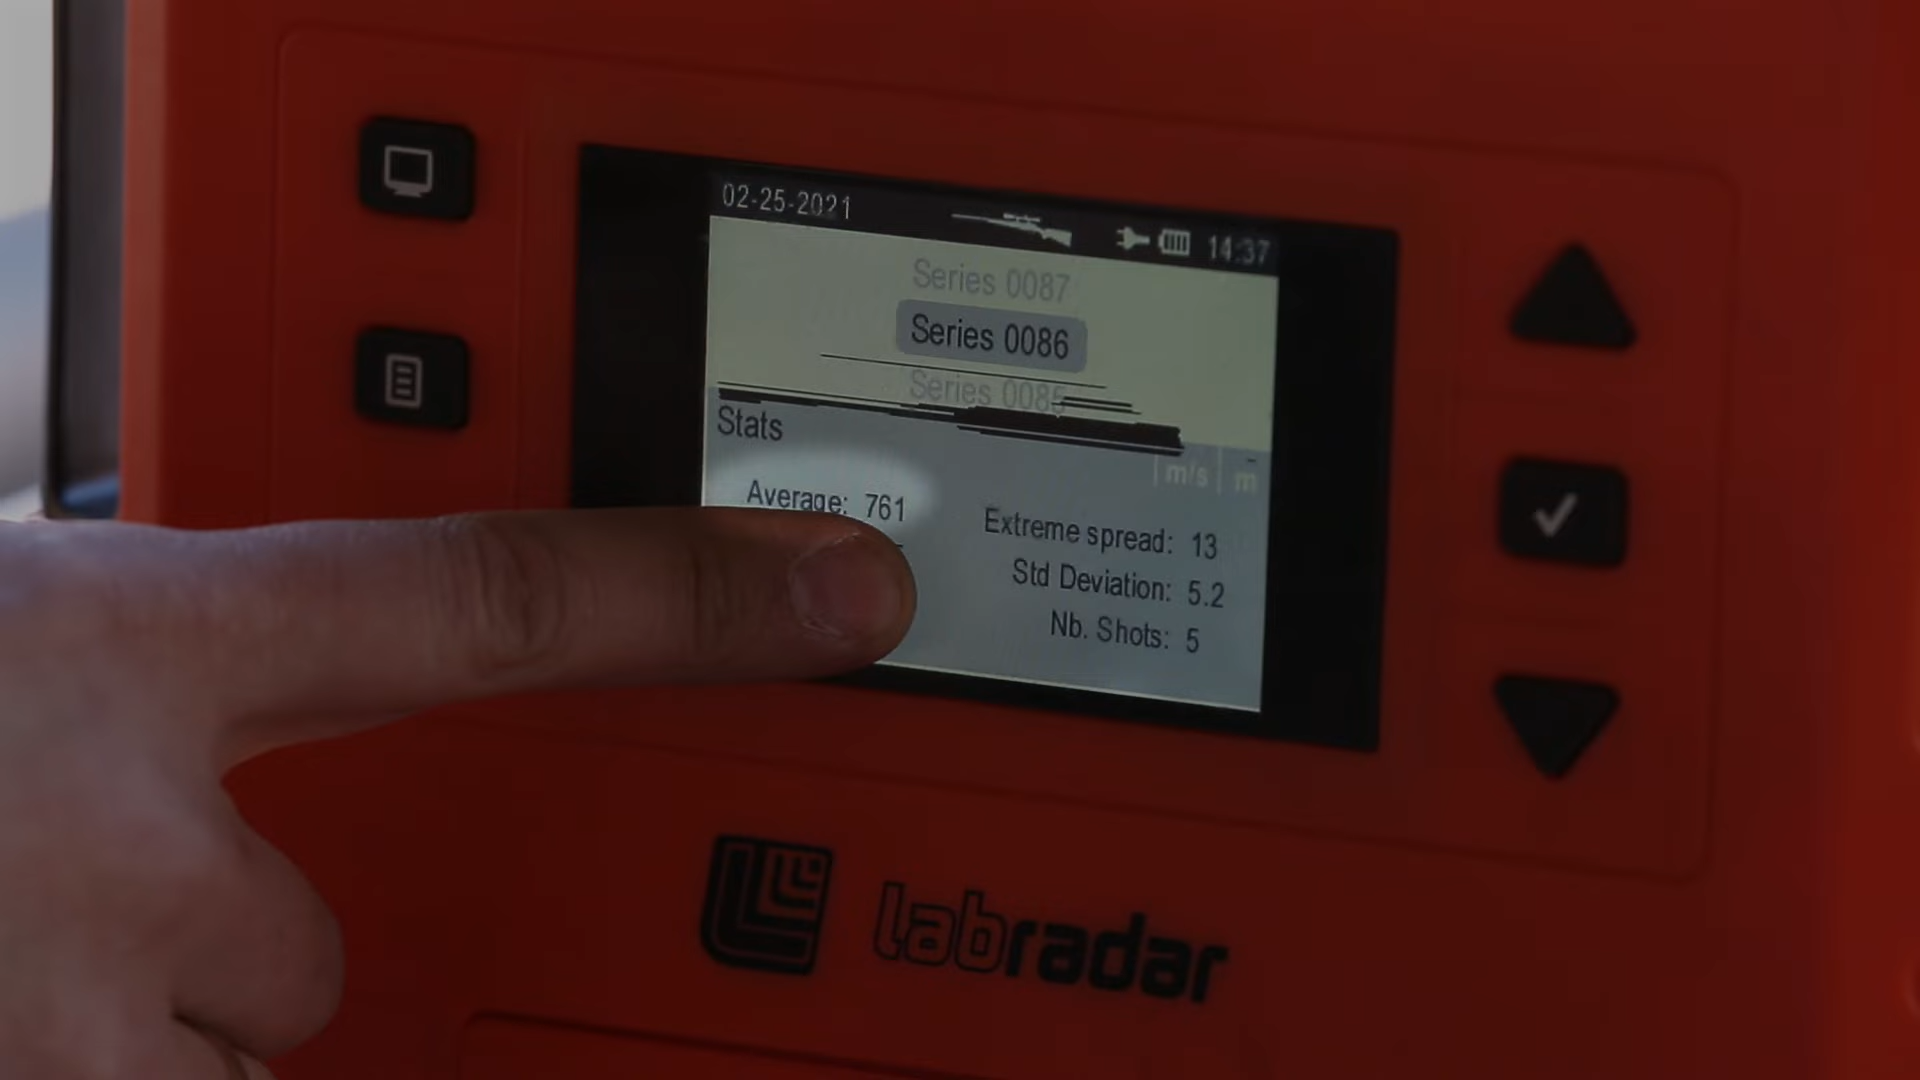 02-25-2021 14:37
Series 0087
Series 0086
Series 0085
Stats
m/s m
Average: 761
Extreme spread: 13
Std Deviation: 5.2
Nb. Shots: 5
labradar